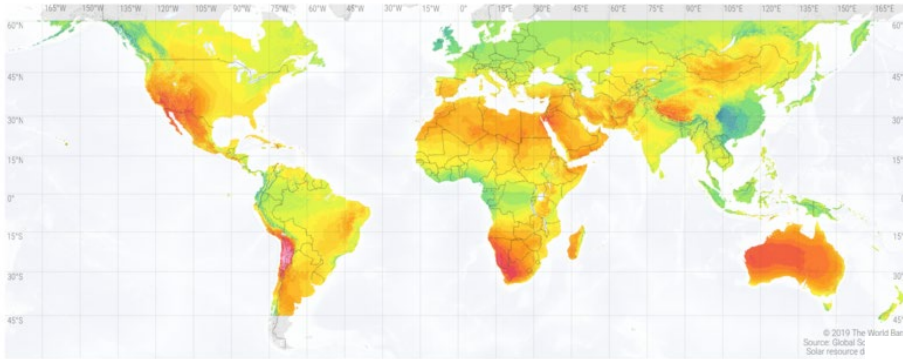 165°W 150°W 135°W 120°W 105°W 90°W 75°W 60°W 45°W 30°W 15°W 0° 15°E 30°E 45°E 60°E 75°E 90°E 105°E 120°E 135°E 150°E 165°E
60°N 60°
45°N 45°
30°N 30°
15°N 15°
0° 0°
15°S 15°
30°S 30°
45°S 45°
© 2019 The World Ban
Source: Global So
Solar resource d